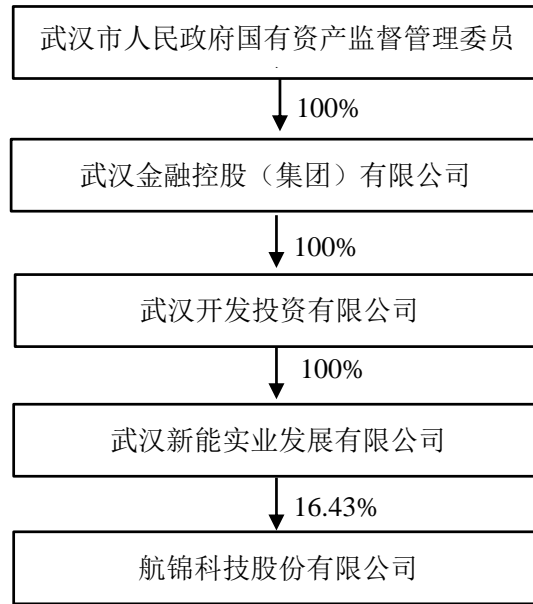 武汉市人民政府国有资产监督管理委员
100%
武汉金融控股（集团）有限公司
100%
武汉开发投资有限公司
100%
武汉新能实业发展有限公司
16.43%
航锦科技股份有限公司